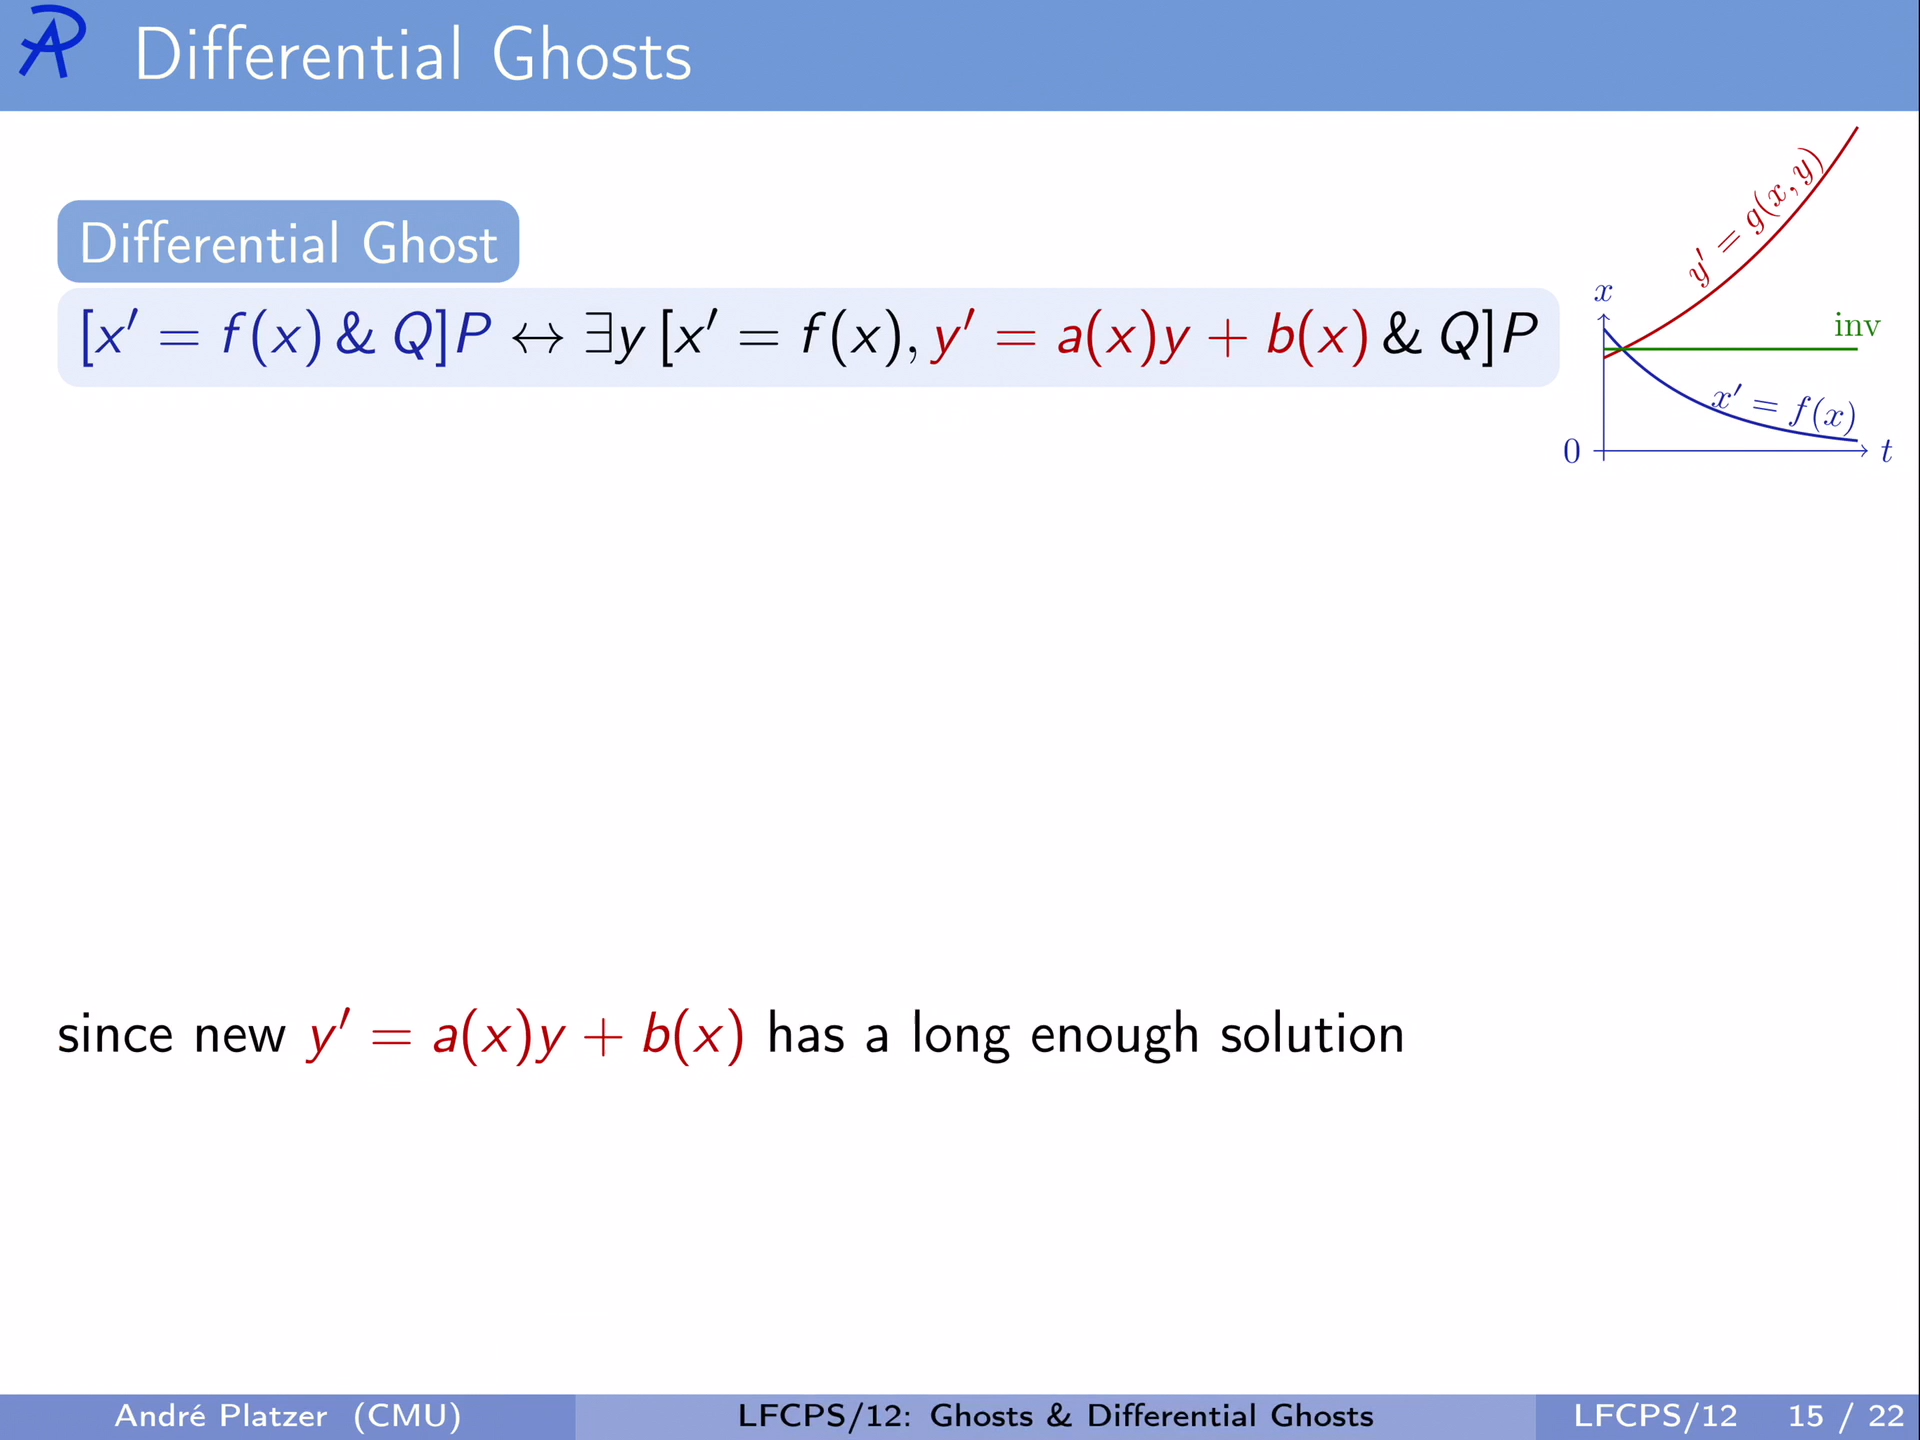 Differential Ghosts
Differential Ghost
[x′ = f(x) & Q]P ↔ ∃y [x′ = f(x), y′ = a(x)y + b(x) & Q]P
y′ = g(x, y)
x
inv
x′ = f(x)
0
t
since new y′ = a(x)y + b(x) has a long enough solution
André Platzer (CMU)
LFCPS/12: Ghosts & Differential Ghosts
LFCPS/12 15 / 22